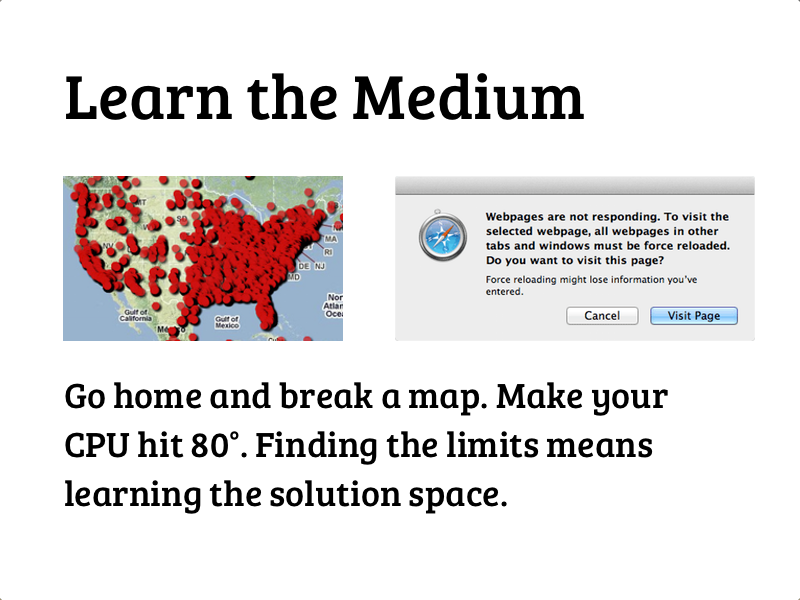 Learn the Medium
MT
NV
MA
RI
DE NJ
MD
Gulf of
California
Gulf of
Mexico
Nor
Atlan
Oce
Webpages are not responding. To visit the
selected webpage, all webpages in other
tabs and windows must be force reloaded.
Do you want to visit this page?
Force reloading might lose information you've
entered.
Cancel
Visit Page
Go home and break a map. Make your
CPU hit 80°. Finding the limits means
learning the solution space.